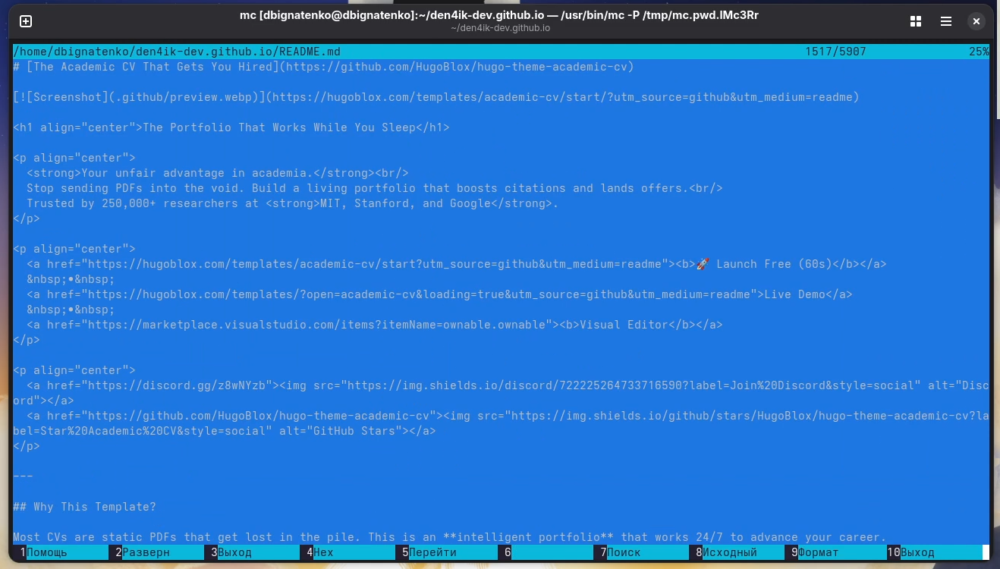 mc [dbignatenko@dbignatenko]:~/den4ik-dev.github.io — /usr/bin/mc -P /tmp/mc.pwd.IMc3Rr
~/den4ik-dev.github.io
/home/dbignatenko/den4ik-dev.github.io/README.md 1517/5907 25%
# [The Academic CV That Gets You Hired](https://github.com/HugoBlox/hugo-theme-academic-cv)
[![Screenshot](.github/preview.webp)](https://hugoblox.com/templates/academic-cv/start/?utm_source=github&utm_medium=readme)
<h1 align="center">The Portfolio That Works While You Sleep</h1>
<p align="center">
  <strong>Your unfair advantage in academia.</strong><br/>
  Stop sending PDFs into the void. Build a living portfolio that boosts citations and lands offers.<br/>
  Trusted by 250,000+ researchers at <strong>MIT, Stanford, and Google</strong>.
</p>
<p align="center">
  <a href="https://hugoblox.com/templates/academic-cv/start?utm_source=github&utm_medium=readme"><b>🚀 Launch Free (60s)</b></a>
  &nbsp;•&nbsp;
  <a href="https://hugoblox.com/templates/?open=academic-cv&loading=true&utm_source=github&utm_medium=readme">Live Demo</a>
  &nbsp;•&nbsp;
  <a href="https://marketplace.visualstudio.com/items?itemName=ownable.ownable"><b>Visual Editor</b></a>
</p>
<p align="center">
  <a href="https://discord.gg/z8wNYzb"><img src="https://img.shields.io/discord/722225264733716590?label=Join%20Discord&style=social" alt="Disc
ord"></a>
  <a href="https://github.com/HugoBlox/hugo-theme-academic-cv"><img src="https://img.shields.io/github/stars/HugoBlox/hugo-theme-academic-cv?la
bel=Star%20Academic%20CV&style=social" alt="GitHub Stars"></a>
</p>
---
## Why This Template?
Most CVs are static PDFs that get lost in the pile. This is an **intelligent portfolio** that works 24/7 to advance your career.
1Помощь 2Разверн 3Выход 4Hex 5Перейти 6 7Поиск 8Исходный 9Формат 10Выход